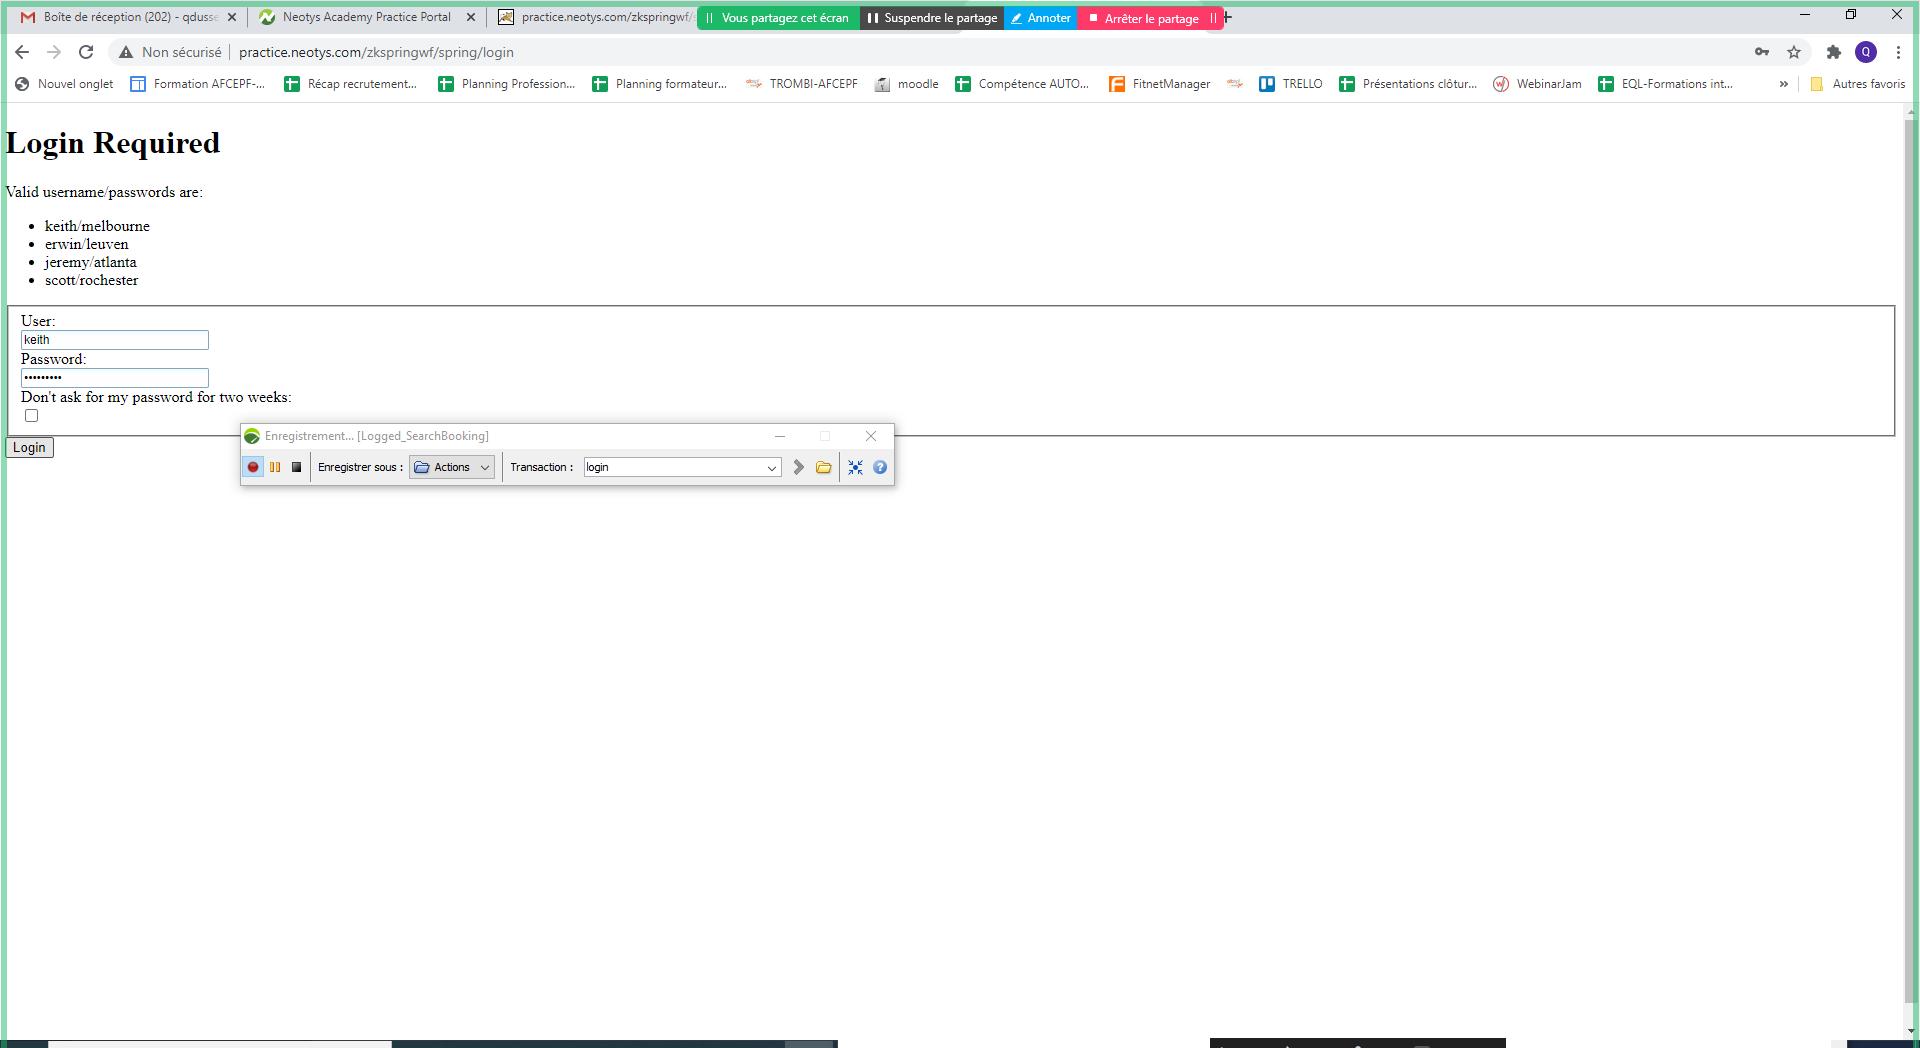 Boîte de réception (202) - qdusse
Neotys Academy Practice Portal
practice.neotys.com/zkspringwf/
Vous partagez cet écran
Suspendre le partage
Annoter
Arrêter le partage
Non sécurisé
practice.neotys.com/zkspringwf/spring/login
Q
Nouvel onglet
Formation AFCEPF-...
Récap recrutement...
Planning Profession...
Planning formateur...
TROMBI-AFCEPF
moodle
Compétence AUTO...
FitnetManager
TRELLO
Présentations clôtur...
WebinarJam
EQL-Formations int...
»
Autres favoris
Login Required
Valid username/passwords are:
keith/melbourne
erwin/leuven
jeremy/atlanta
scott/rochester
User:
keith
Password:
•••••••••
Don't ask for my password for two weeks:
Login
Enregistrement... [Logged_SearchBooking]
Enregistrer sous :
Actions
Transaction :
login